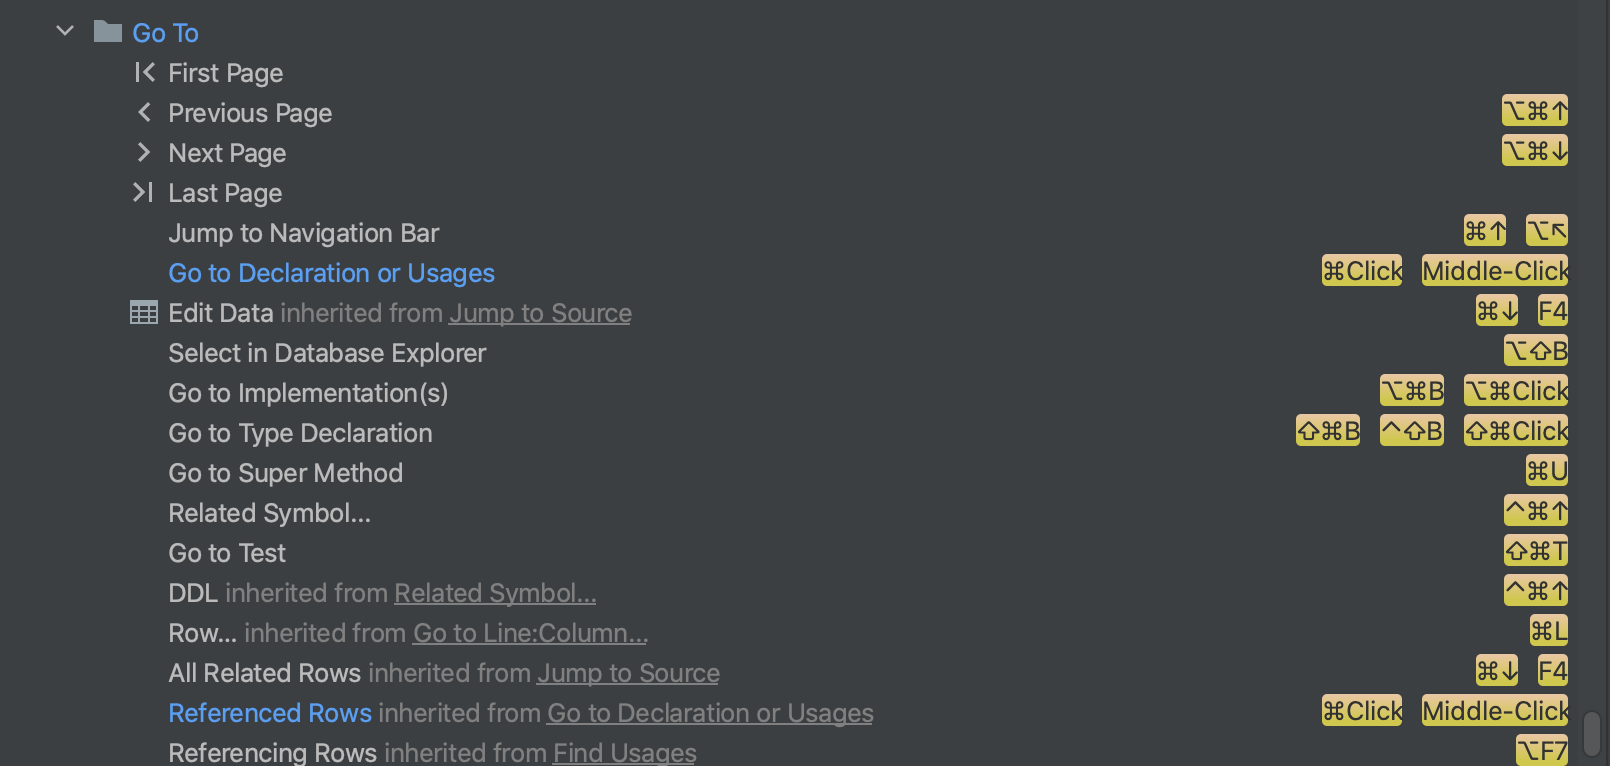 Go To
First Page
Previous Page ⌥⌘↑
Next Page ⌥⌘↓
Last Page
Jump to Navigation Bar ⌘↑ ⌥↖
Go to Declaration or Usages ⌘Click Middle-Click
Edit Data inherited from Jump to Source ⌘↓ F4
Select in Database Explorer ⌥⇧B
Go to Implementation(s) ⌥⌘B ⌥⌘Click
Go to Type Declaration ⇧⌘B ^⇧B ⇧⌘Click
Go to Super Method ⌘U
Related Symbol... ^⌘↑
Go to Test ⇧⌘T
DDL inherited from Related Symbol... ^⌘↑
Row... inherited from Go to Line:Column... ⌘L
All Related Rows inherited from Jump to Source ⌘↓ F4
Referenced Rows inherited from Go to Declaration or Usages ⌘Click Middle-Click
Referencing Rows inherited from Find Usages ⌥F7